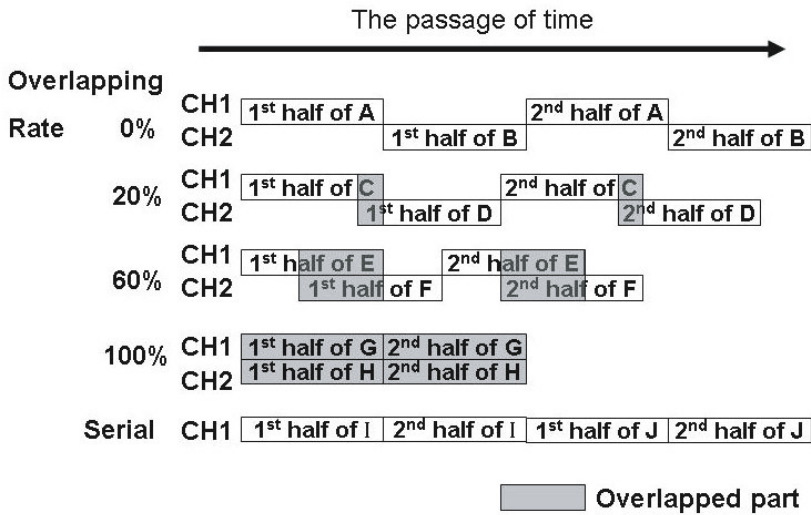 The passage of time
Overlapping
Rate 0% CH1 1st half of A 2nd half of A
CH2 1st half of B 2nd half of B
20% CH1 1st half of C 2nd half of C
CH2 1st half of D 2nd half of D
60% CH1 1st half of E 2nd half of E
CH2 1st half of F 2nd half of F
100% CH1 1st half of G 2nd half of G
CH2 1st half of H 2nd half of H
Serial CH1 1st half of I 2nd half of I 1st half of J 2nd half of J
Overlapped part